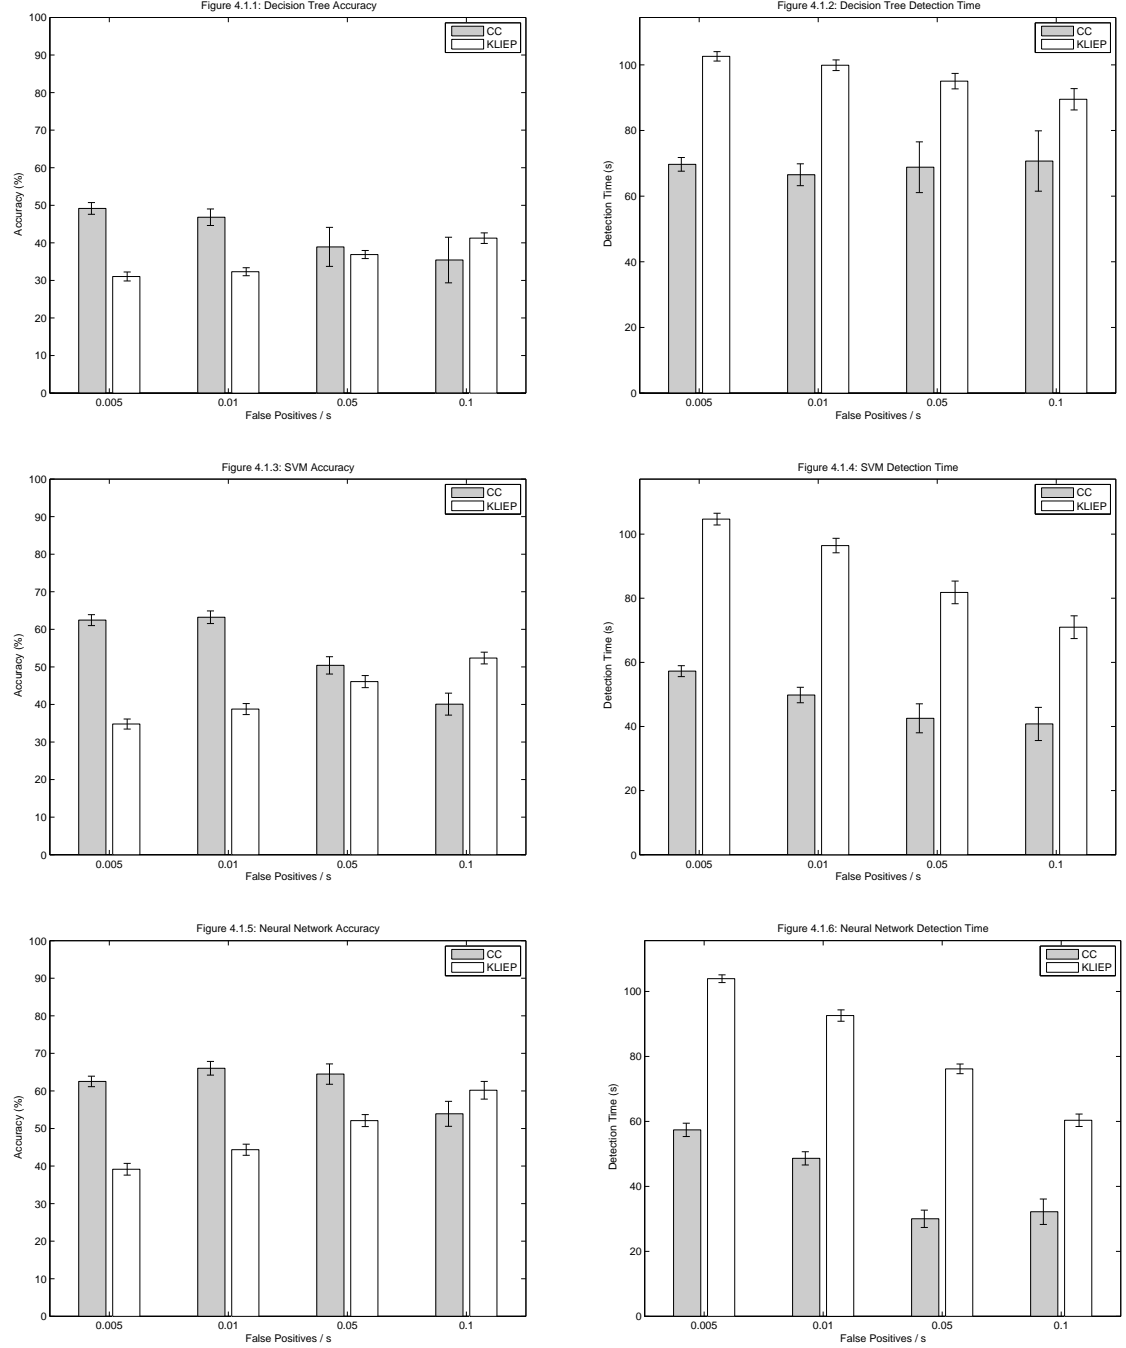 Figure 4.1.1: Decision Tree Accuracy
100
90
80
70
60
50
40
30
20
10
0
Accuracy (%)
CC
KLIEP
0.005
0.01
0.05
0.1
False Positives / s
Figure 4.1.2: Decision Tree Detection Time
100
80
60
40
20
0
Detection Time (s)
CC
KLIEP
0.005
0.01
0.05
0.1
False Positives / s
Figure 4.1.3: SVM Accuracy
100
90
80
70
60
50
40
30
20
10
0
Accuracy (%)
CC
KLIEP
0.005
0.01
0.05
0.1
False Positives / s
Figure 4.1.4: SVM Detection Time
100
80
60
40
20
0
Detection Time (s)
CC
KLIEP
0.005
0.01
0.05
0.1
False Positives / s
Figure 4.1.5: Neural Network Accuracy
100
90
80
70
60
50
40
30
20
10
0
Accuracy (%)
CC
KLIEP
0.005
0.01
0.05
0.1
False Positives / s
Figure 4.1.6: Neural Network Detection Time
100
80
60
40
20
0
Detection Time (s)
CC
KLIEP
0.005
0.01
0.05
0.1
False Positives / s